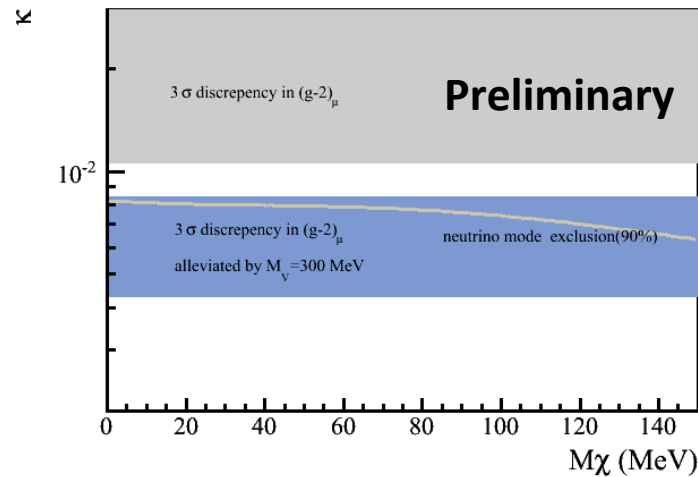 κ
3 σ discrepency in (g-2)μ
Preliminary
10-2
3 σ discrepency in (g-2)μ
alleviated by MV=300 MeV
neutrino mode exclusion(90%)
0 20 40 60 80 100 120 140
Mχ (MeV)